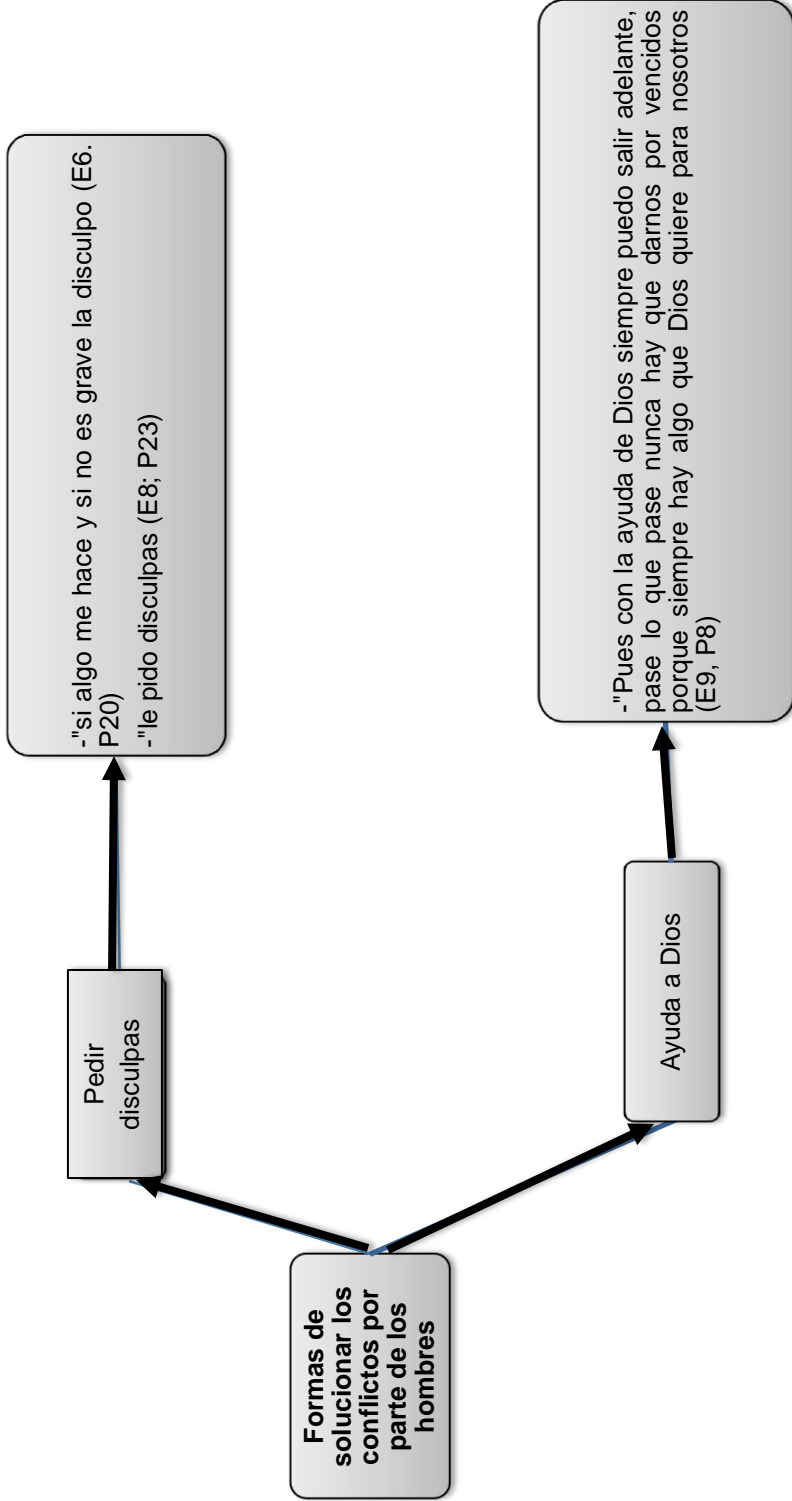 Formas de
solucionar los
conflictos por
parte de los
hombres
Pedir
disculpas
-"si algo me hace y si no es grave la disculpo (E6.
P20)
-"le pido disculpas (E8; P23)
Ayuda a Dios
-"Pues con la ayuda de Dios siempre puedo salir adelante,
pase lo que pase nunca hay que darnos por vencidos
porque siempre hay algo que Dios quiere para nosotros
(E9, P8)